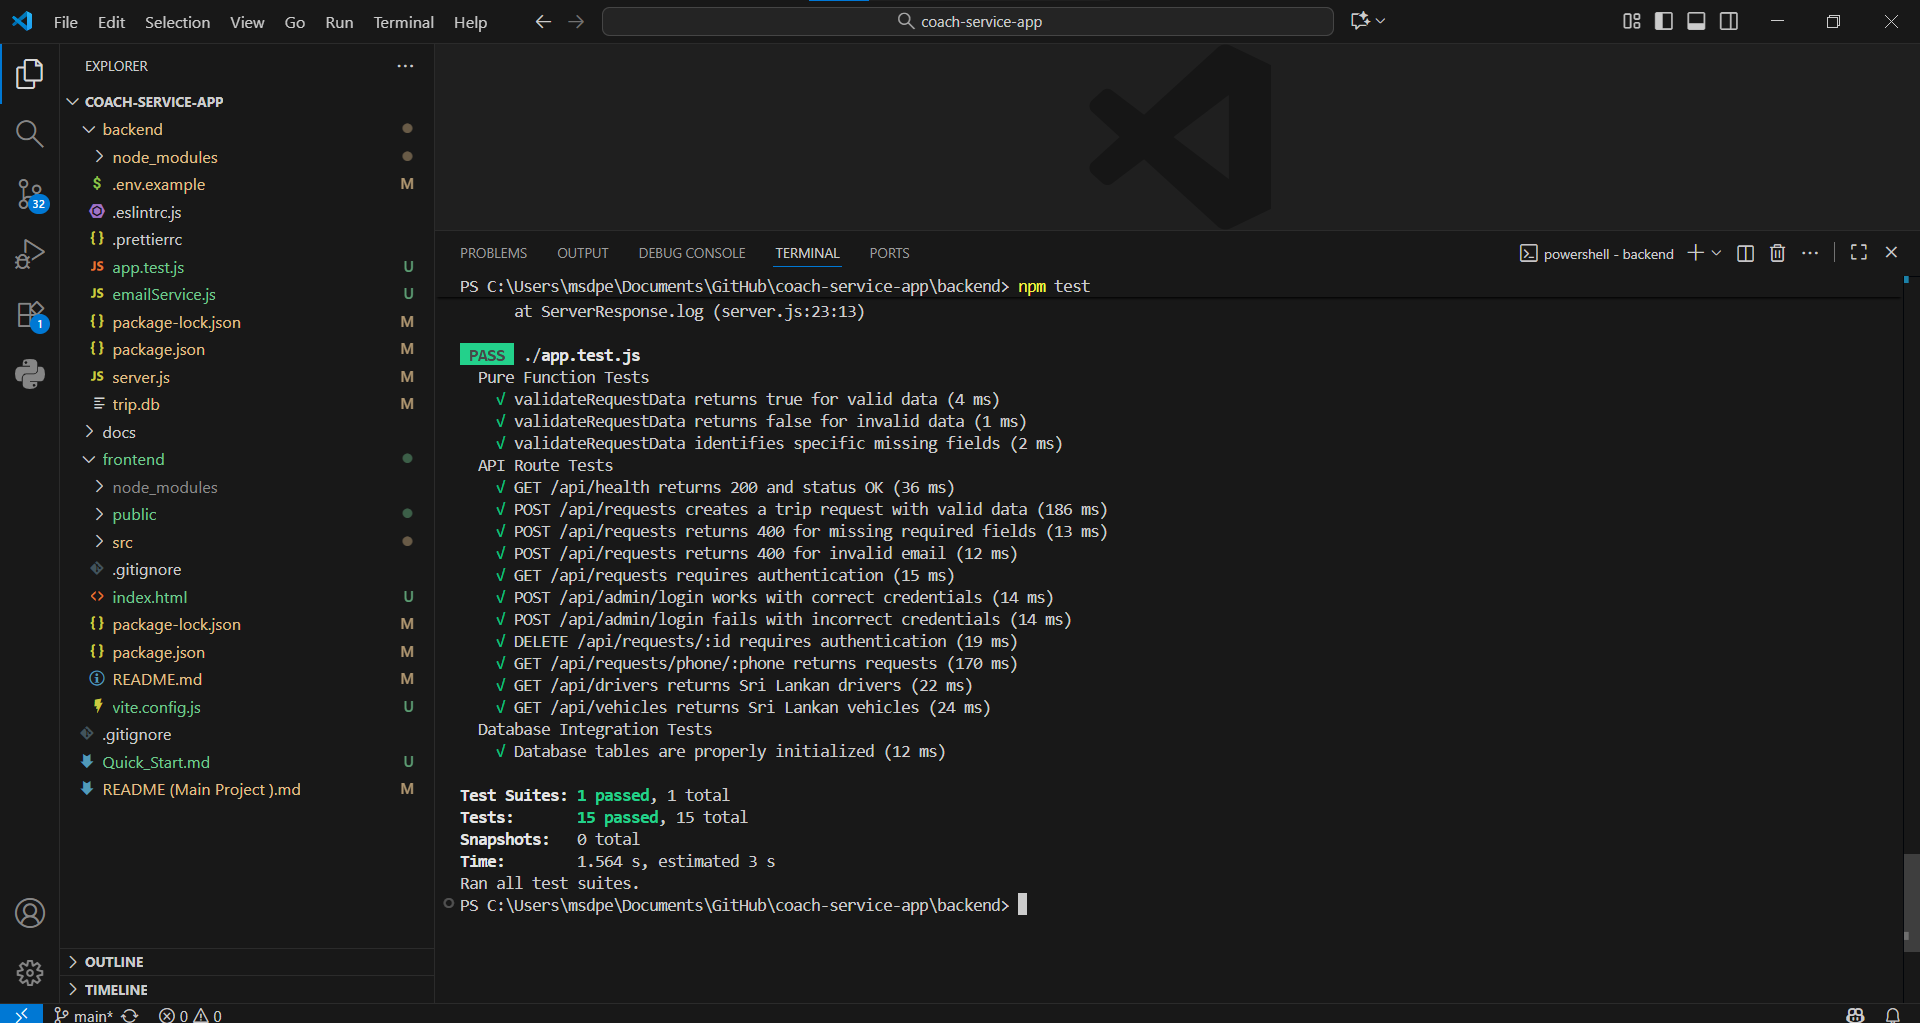 File Edit Selection View Go Run Terminal Help
coach-service-app
EXPLORER
COACH-SERVICE-APP
backend
node_modules
.env.example M
.eslintrc.js
.prettierrc
app.test.js U
emailService.js U
package-lock.json M
package.json M
server.js M
trip.db M
docs
frontend
node_modules
public
src
.gitignore
index.html U
package-lock.json M
package.json M
README.md M
vite.config.js U
.gitignore
Quick_Start.md U
README (Main Project ).md M
OUTLINE
TIMELINE
32
1
PROBLEMS OUTPUT DEBUG CONSOLE TERMINAL PORTS
powershell - backend
PS C:\Users\msdpe\Documents\GitHub\coach-service-app\backend> npm test
at ServerResponse.log (server.js:23:13)
PASS ./app.test.js
Pure Function Tests
√ validateRequestData returns true for valid data (4 ms)
√ validateRequestData returns false for invalid data (1 ms)
√ validateRequestData identifies specific missing fields (2 ms)
API Route Tests
√ GET /api/health returns 200 and status OK (36 ms)
√ POST /api/requests creates a trip request with valid data (186 ms)
√ POST /api/requests returns 400 for missing required fields (13 ms)
√ POST /api/requests returns 400 for invalid email (12 ms)
√ GET /api/requests requires authentication (15 ms)
√ POST /api/admin/login works with correct credentials (14 ms)
√ POST /api/admin/login fails with incorrect credentials (14 ms)
√ DELETE /api/requests/:id requires authentication (19 ms)
√ GET /api/requests/phone/:phone returns requests (170 ms)
√ GET /api/drivers returns Sri Lankan drivers (22 ms)
√ GET /api/vehicles returns Sri Lankan vehicles (24 ms)
Database Integration Tests
√ Database tables are properly initialized (12 ms)
Test Suites: 1 passed, 1 total
Tests: 15 passed, 15 total
Snapshots: 0 total
Time: 1.564 s, estimated 3 s
Ran all test suites.
PS C:\Users\msdpe\Documents\GitHub\coach-service-app\backend>
main* 0 0